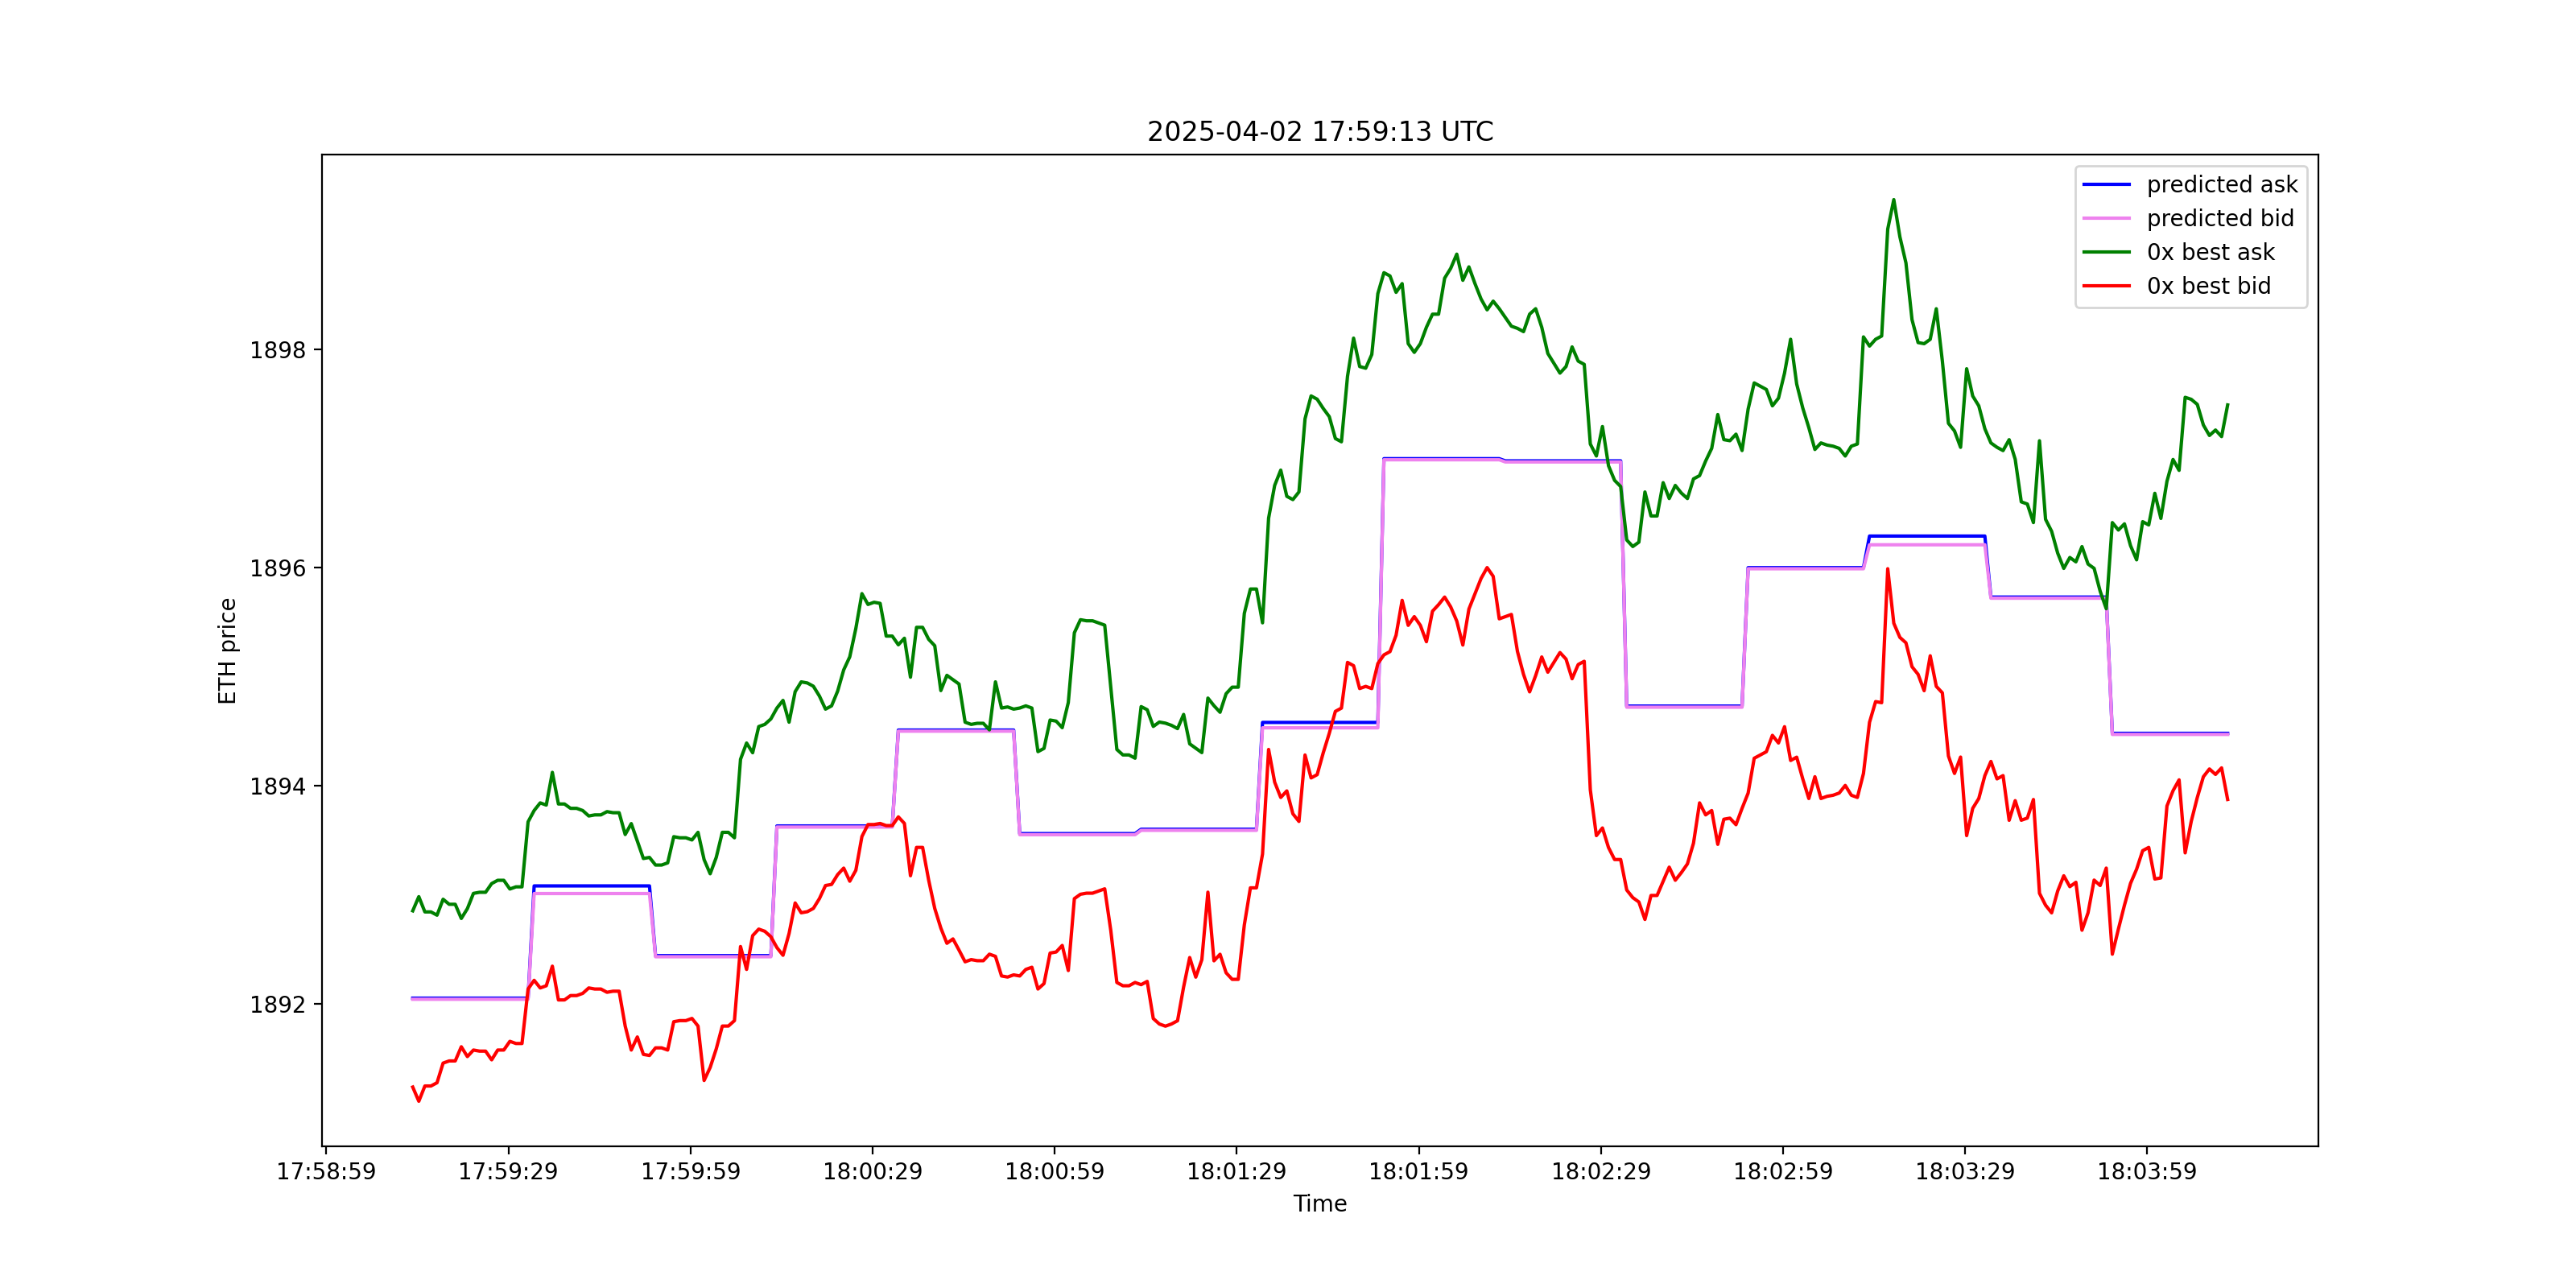 2025-04-02 17:59:13 UTC
predicted ask
predicted bid
0x best ask
0x best bid
ETH price
1898
1896
1894
1892
17:58:59 17:59:29 17:59:59 18:00:29 18:00:59 18:01:29 18:01:59 18:02:29 18:02:59 18:03:29 18:03:59
Time